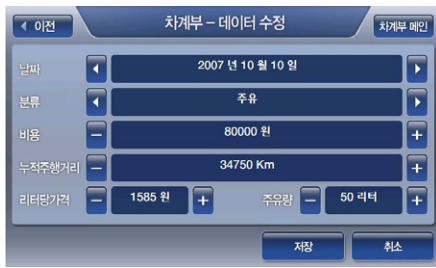 이전 차계부 – 데이터 수정 차계부 메인
날짜 2007 년 10 월 10 일
분류 주유
비용 80000 원
누적주행거리 34750 Km
리터당가격 1585 원 주유량 50 리터
저장 취소